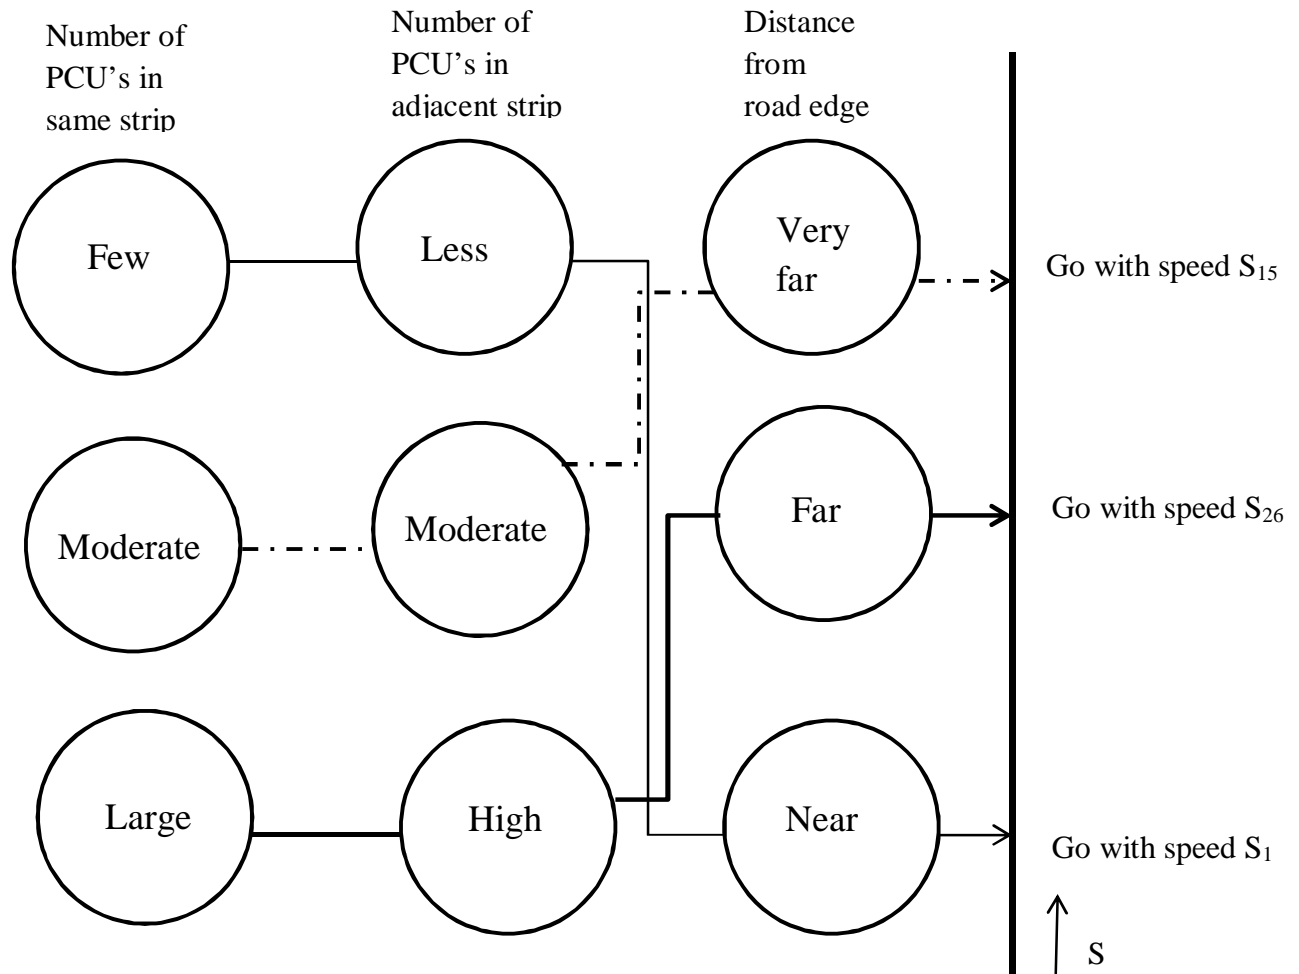 Number of
PCU's in
same strip
Number of
PCU's in
adjacent strip
Distance
from
road edge
Few
Less
Very
far
Go with speed S15
Moderate
Moderate
Far
Go with speed S26
Large
High
Near
Go with speed S1
S